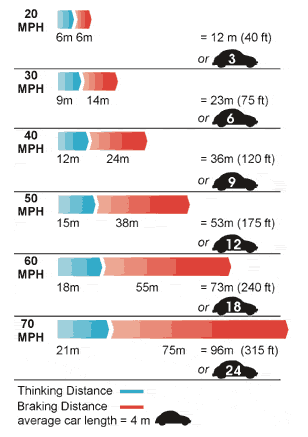 20 MPH
6m 6m = 12 m (40 ft)
or 3
30 MPH
9m 14m = 23m (75 ft)
or 6
40 MPH
12m 24m = 36m (120 ft)
or 9
50 MPH
15m 38m = 53m (175 ft)
or 12
60 MPH
18m 55m = 73m (240 ft)
or 18
70 MPH
21m 75m = 96m (315 ft)
or 24
Thinking Distance
Braking Distance
average car length = 4 m